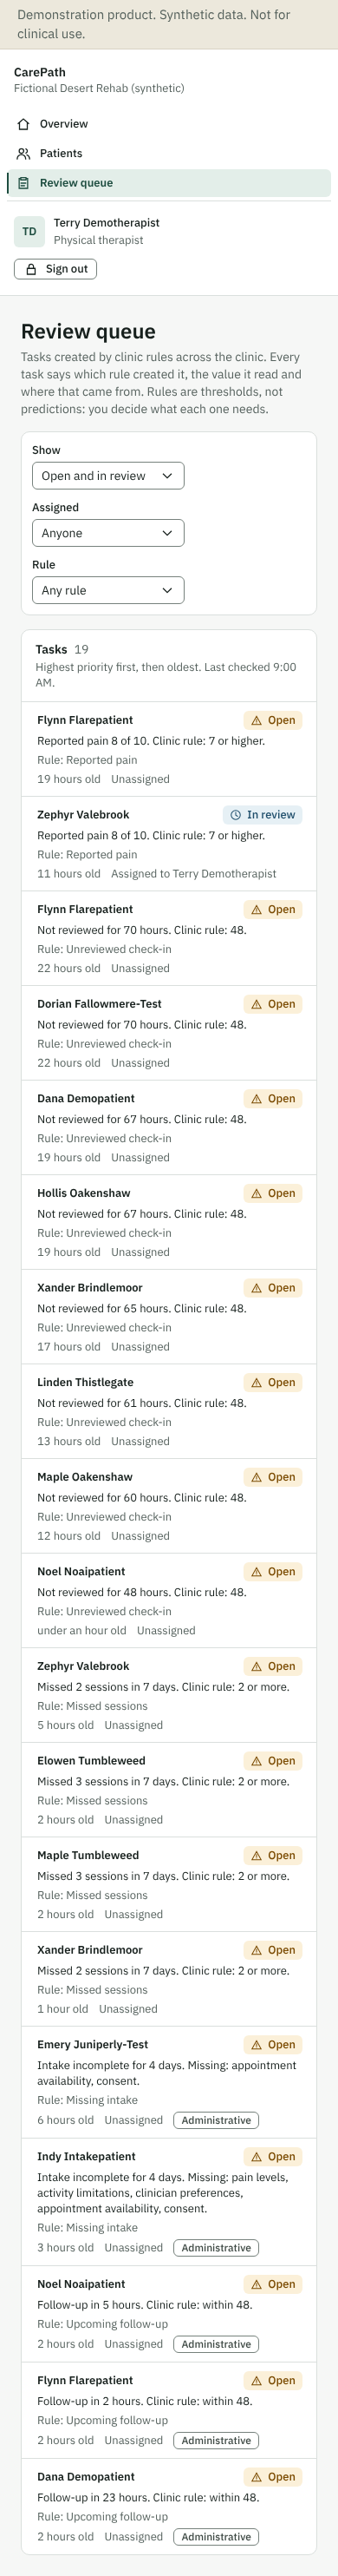 Demonstration product. Synthetic data. Not for
clinical use.
CarePath
Fictional Desert Rehab (synthetic)
Overview
Patients
Review queue
TD
Terry Demotherapist
Physical therapist
Sign out
Review queue
Tasks created by clinic rules across the clinic. Every
task says which rule created it, the value it read and
where that came from. Rules are thresholds, not
predictions: you decide what each one needs.
Show
Open and in review
Assigned
Anyone
Rule
Any rule
Tasks 19
Highest priority first, then oldest. Last checked 9:00
AM.
Flynn Flarepatient Open
Reported pain 8 of 10. Clinic rule: 7 or higher.
Rule: Reported pain
19 hours old Unassigned
Zephyr Valebrook In review
Reported pain 8 of 10. Clinic rule: 7 or higher.
Rule: Reported pain
11 hours old Assigned to Terry Demotherapist
Flynn Flarepatient Open
Not reviewed for 70 hours. Clinic rule: 48.
Rule: Unreviewed check-in
22 hours old Unassigned
Dorian Fallowmere-Test Open
Not reviewed for 70 hours. Clinic rule: 48.
Rule: Unreviewed check-in
22 hours old Unassigned
Dana Demopatient Open
Not reviewed for 67 hours. Clinic rule: 48.
Rule: Unreviewed check-in
19 hours old Unassigned
Hollis Oakenshaw Open
Not reviewed for 67 hours. Clinic rule: 48.
Rule: Unreviewed check-in
19 hours old Unassigned
Xander Brindlemoor Open
Not reviewed for 65 hours. Clinic rule: 48.
Rule: Unreviewed check-in
17 hours old Unassigned
Linden Thistlegate Open
Not reviewed for 61 hours. Clinic rule: 48.
Rule: Unreviewed check-in
13 hours old Unassigned
Maple Oakenshaw Open
Not reviewed for 60 hours. Clinic rule: 48.
Rule: Unreviewed check-in
12 hours old Unassigned
Noel Noaipatient Open
Not reviewed for 48 hours. Clinic rule: 48.
Rule: Unreviewed check-in
under an hour old Unassigned
Zephyr Valebrook Open
Missed 2 sessions in 7 days. Clinic rule: 2 or more.
Rule: Missed sessions
5 hours old Unassigned
Elowen Tumbleweed Open
Missed 3 sessions in 7 days. Clinic rule: 2 or more.
Rule: Missed sessions
2 hours old Unassigned
Maple Tumbleweed Open
Missed 3 sessions in 7 days. Clinic rule: 2 or more.
Rule: Missed sessions
2 hours old Unassigned
Xander Brindlemoor Open
Missed 2 sessions in 7 days. Clinic rule: 2 or more.
Rule: Missed sessions
1 hour old Unassigned
Emery Juniperly-Test Open
Intake incomplete for 4 days. Missing: appointment
availability, consent.
Rule: Missing intake
6 hours old Unassigned Administrative
Indy Intakepatient Open
Intake incomplete for 4 days. Missing: pain levels,
activity limitations, clinician preferences,
appointment availability, consent.
Rule: Missing intake
3 hours old Unassigned Administrative
Noel Noaipatient Open
Follow-up in 5 hours. Clinic rule: within 48.
Rule: Upcoming follow-up
2 hours old Unassigned Administrative
Flynn Flarepatient Open
Follow-up in 2 hours. Clinic rule: within 48.
Rule: Upcoming follow-up
2 hours old Unassigned Administrative
Dana Demopatient Open
Follow-up in 23 hours. Clinic rule: within 48.
Rule: Upcoming follow-up
2 hours old Unassigned Administrative